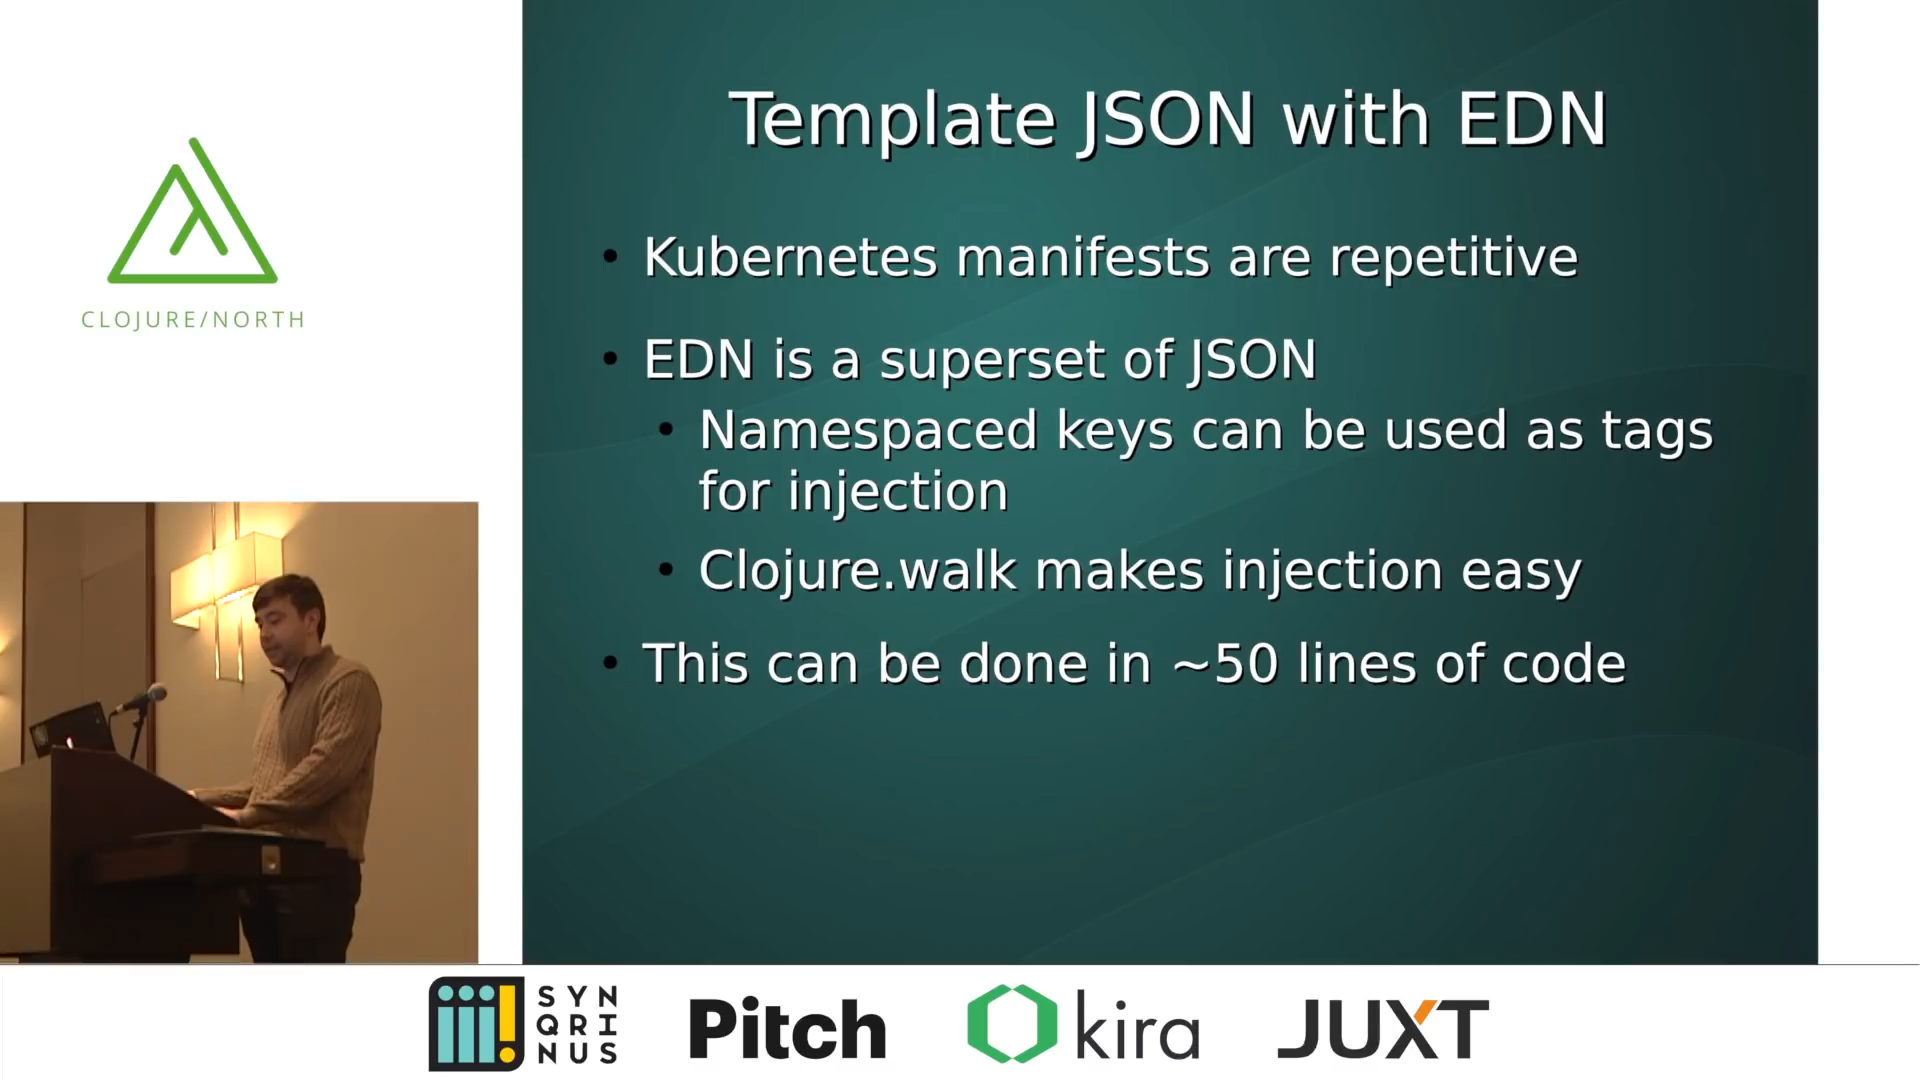 CLOJURE/NORTH
Template JSON with EDN
Kubernetes manifests are repetitive
EDN is a superset of JSON
Namespaced keys can be used as tags
for injection
Clojure.walk makes injection easy
This can be done in ~50 lines of code
SYN
QRI
NUS
Pitch
kira
JUXT